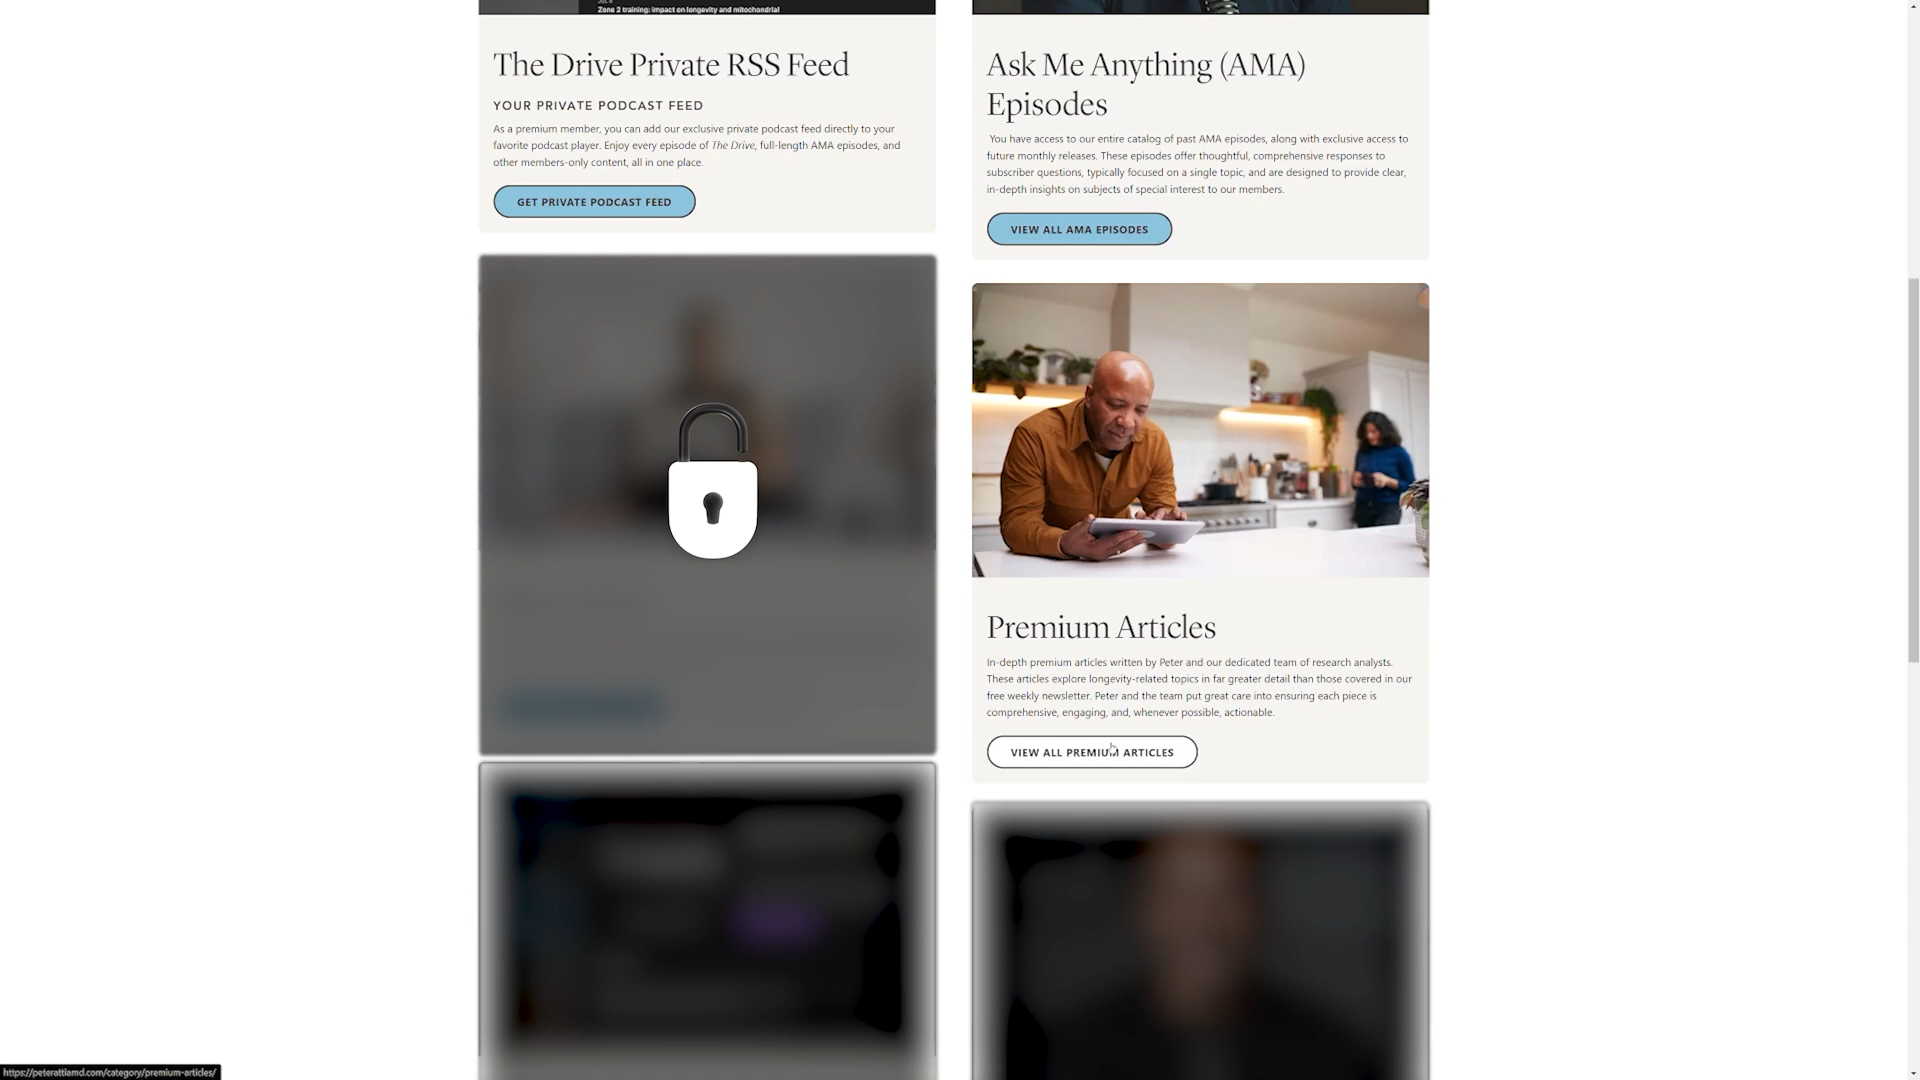 Zone 2 training: impact on longevity and mitochondrial
The Drive Private RSS Feed
YOUR PRIVATE PODCAST FEED
As a premium member, you can add our exclusive private podcast feed directly to your
favorite podcast player. Enjoy every episode of The Drive, full-length AMA episodes, and
other members-only content, all in one place.
GET PRIVATE PODCAST FEED
Ask Me Anything (AMA)
Episodes
You have access to our entire catalog of past AMA episodes, along with exclusive access to
future monthly releases. These episodes offer thoughtful, comprehensive responses to
subscriber questions, typically focused on a single topic, and are designed to provide clear,
in-depth insights on subjects of special interest to our members.
VIEW ALL AMA EPISODES
Premium Articles
In-depth premium articles written by Peter and our dedicated team of research analysts.
These articles explore longevity-related topics in far greater detail than those covered in our
free weekly newsletter. Peter and the team put great care into ensuring each piece is
comprehensive, engaging, and, whenever possible, actionable.
VIEW ALL PREMIUM ARTICLES
https://peterattiamd.com/category/premium-articles/